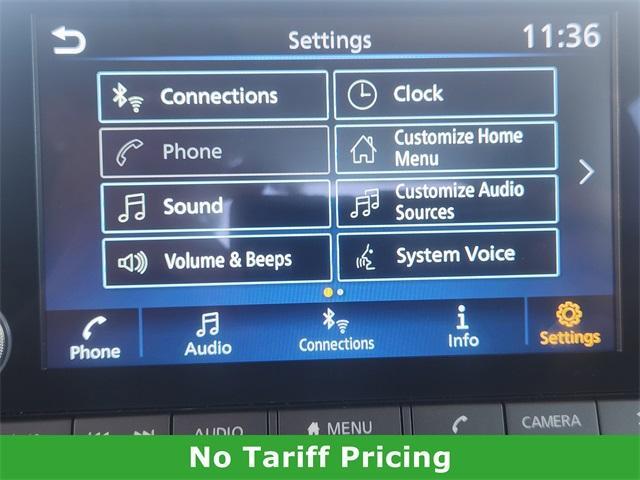 Settings
11:36
Connections
Clock
Phone
Customize Home
Menu
Sound
Customize Audio
Sources
Volume & Beeps
System Voice
Phone
Audio
Connections
Info
Settings
AUDIO
MENU
CAMERA
No Tariff Pricing